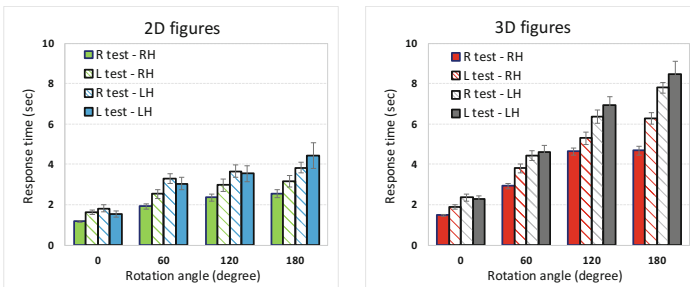 2D figures
10
8
6
4
2
0
Response time (sec)
R test - RH
L test - RH
R test - LH
L test - LH
0 60 120 180
Rotation angle (degree)
3D figures
10
8
6
4
2
0
Response time (sec)
R test - RH
L test - RH
R test - LH
L test - LH
0 60 120 180
Rotation angle (degree)